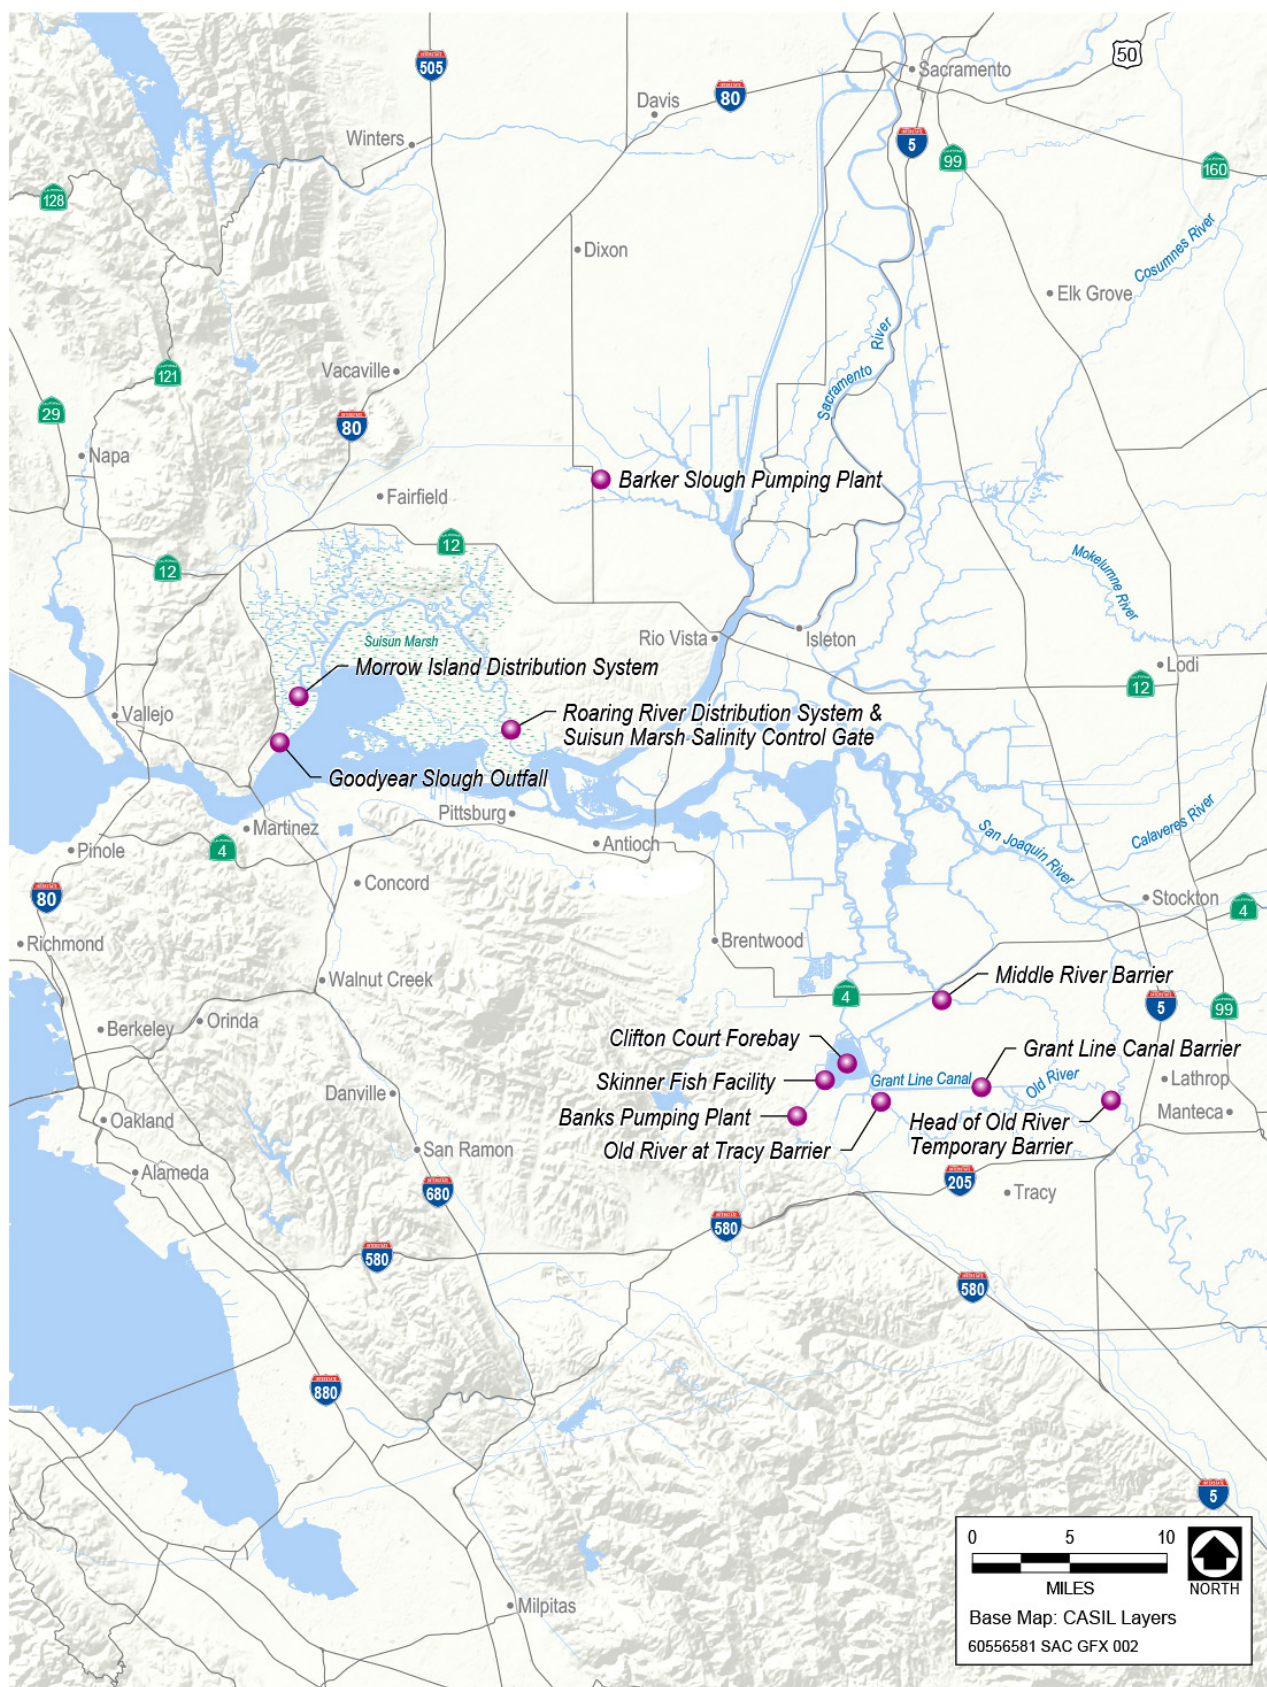 505
50
Sacramento
80
Davis
Winters
5
99
160
128
Cosumnes River
Dixon
Elk Grove
Sacramento River
121
Vacaville
29
80
Napa
Barker Slough Pumping Plant
Fairfield
12
12
Mokelumne River
Suisun Marsh
Rio Vista
Isleton
Lodi
12
Morrow Island Distribution System
Vallejo
Roaring River Distribution System &
Suisun Marsh Salinity Control Gate
Goodyear Slough Outfall
Pittsburg
Martinez
4
Pinole
Antioch
San Joaquin River
Calaveras River
Concord
80
Stockton
4
Richmond
Brentwood
Walnut Creek
Middle River Barrier
4
5
99
Orinda
Berkeley
Clifton Court Forebay
Grant Line Canal Barrier
Skinner Fish Facility
Grant Line Canal
Old River
Lathrop
Danville
Banks Pumping Plant
Manteca
Head of Old River
Temporary Barrier
Oakland
Old River at Tracy Barrier
San Ramon
Alameda
680
205
Tracy
580
580
580
880
5
0 5 10
MILES
NORTH
Base Map: CASIL Layers
60556581 SAC GFX 002
Milpitas